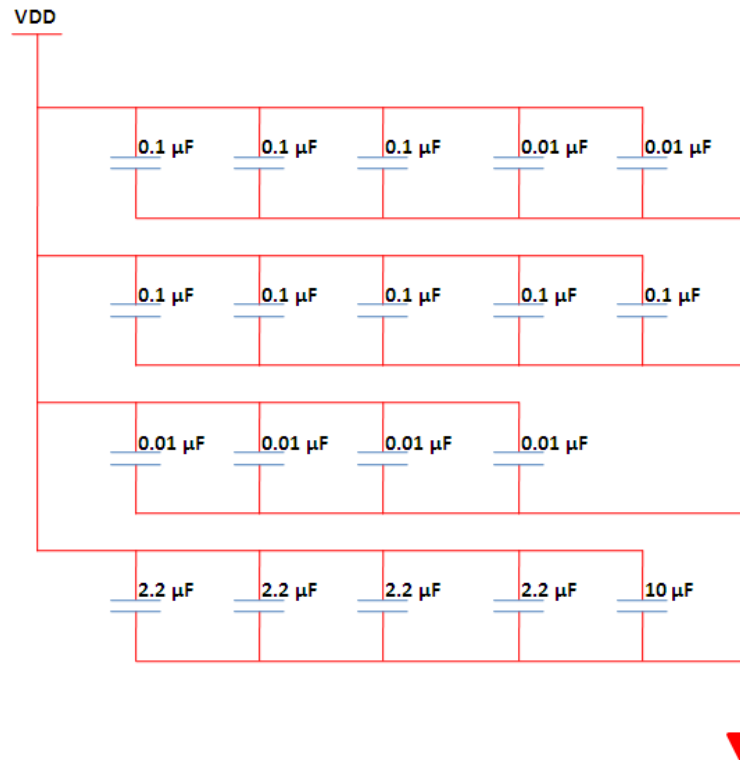 VDD
0.1 µF 0.1 µF 0.1 µF 0.01 µF 0.01 µF
0.1 µF 0.1 µF 0.1 µF 0.1 µF 0.1 µF
0.01 µF 0.01 µF 0.01 µF 0.01 µF
2.2 µF 2.2 µF 2.2 µF 2.2 µF 10 µF